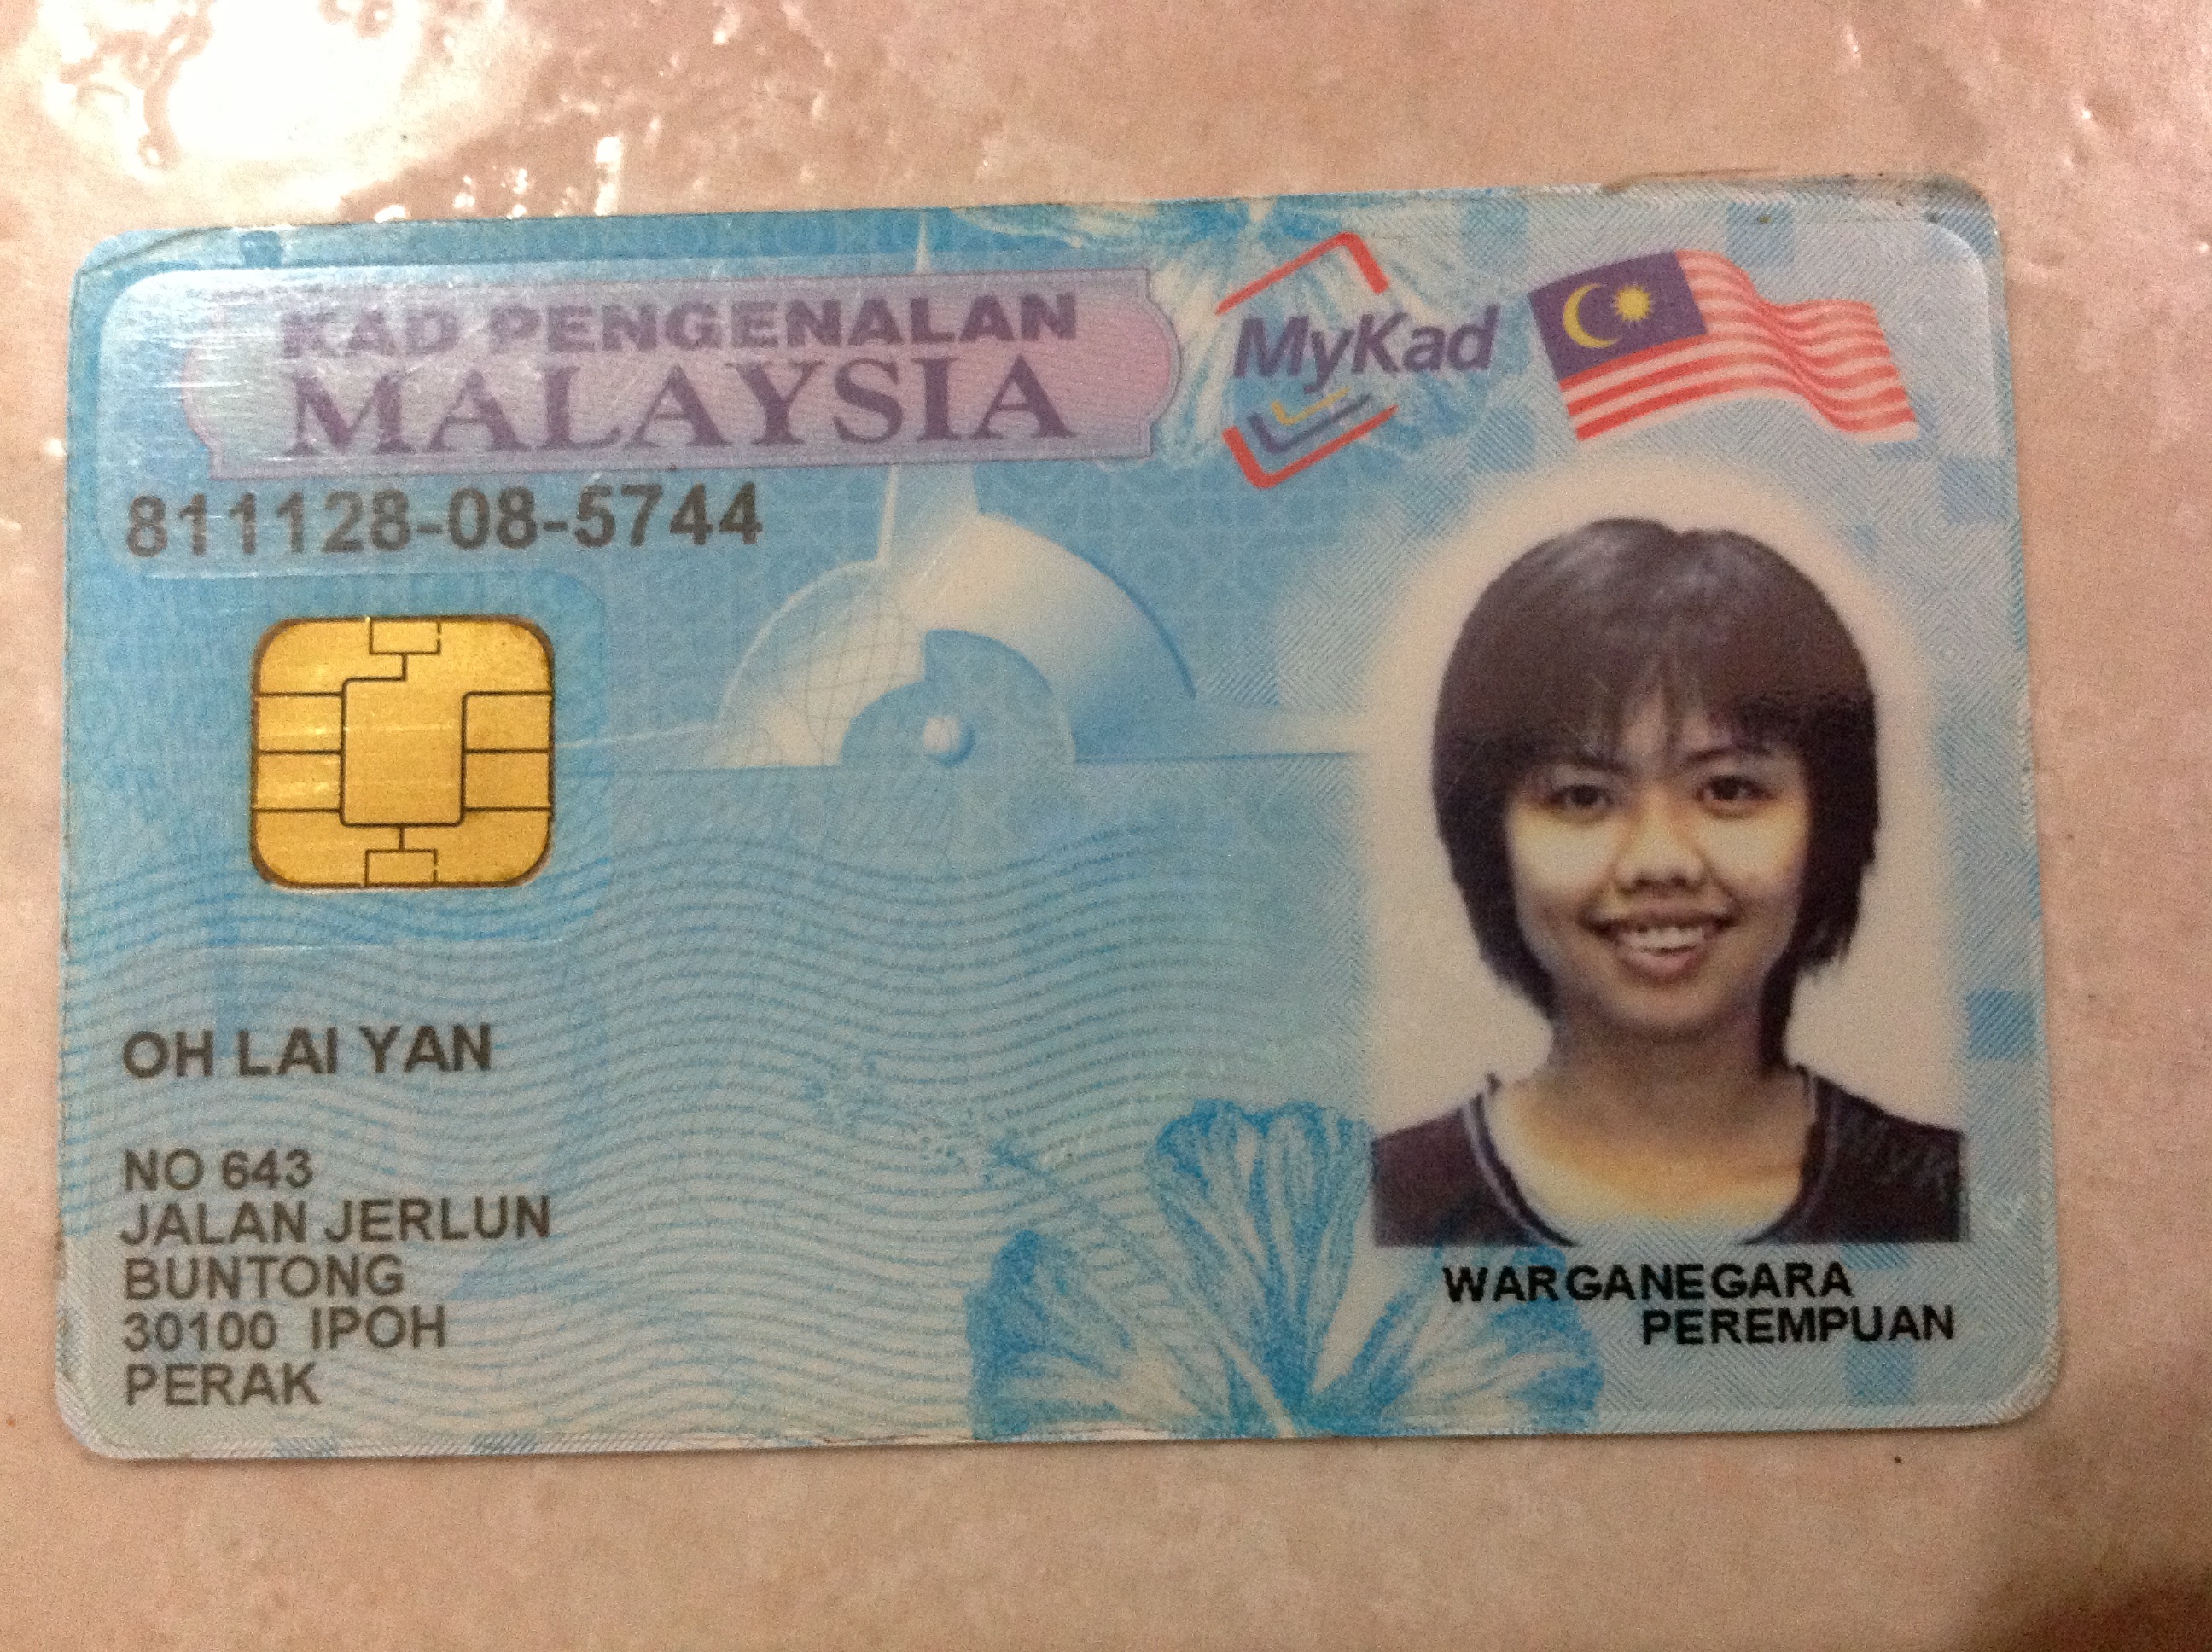 KAD PENGENALAN
MALAYSIA
MyKad
811128-08-5744
OH LAI YAN
NO 643
JALAN JERLUN
BUNTONG
30100 IPOH
PERAK
WARGANEGARA
PEREMPUAN